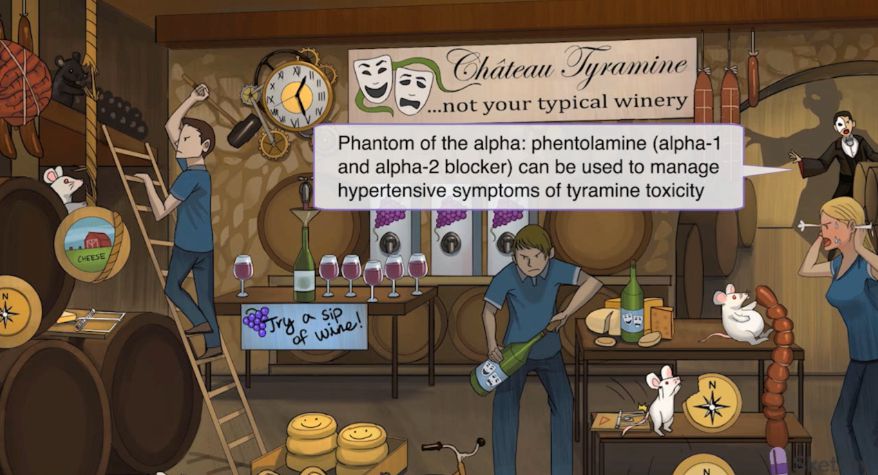 Château Tyramine
...not your typical winery
Phantom of the alpha: phentolamine (alpha-1
and alpha-2 blocker) can be used to manage
hypertensive symptoms of tyramine toxicity
CHEESE
Try a sip
of wine!
N
N
N
N